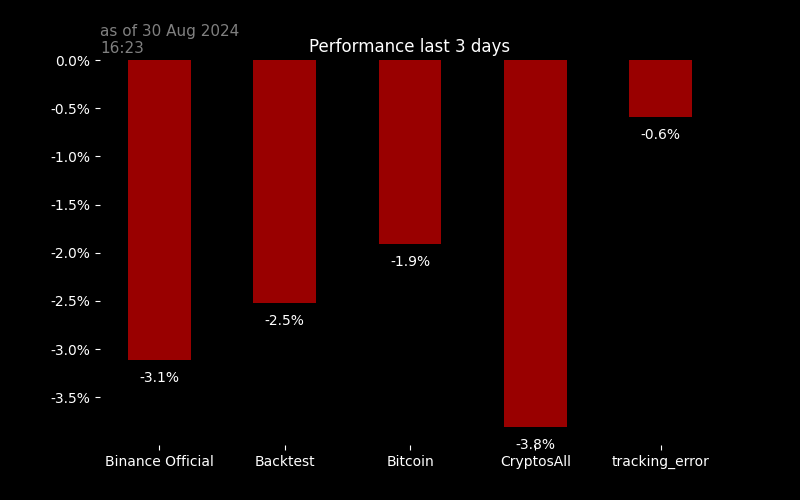 as of 30 Aug 2024
16:23
Performance last 3 days
0.0%
-0.5%
-1.0%
-1.5%
-2.0%
-2.5%
-3.0%
-3.5%
-3.1%
-2.5%
-1.9%
-3.8%
-0.6%
Binance Official
Backtest
Bitcoin
CryptosAll
tracking_error